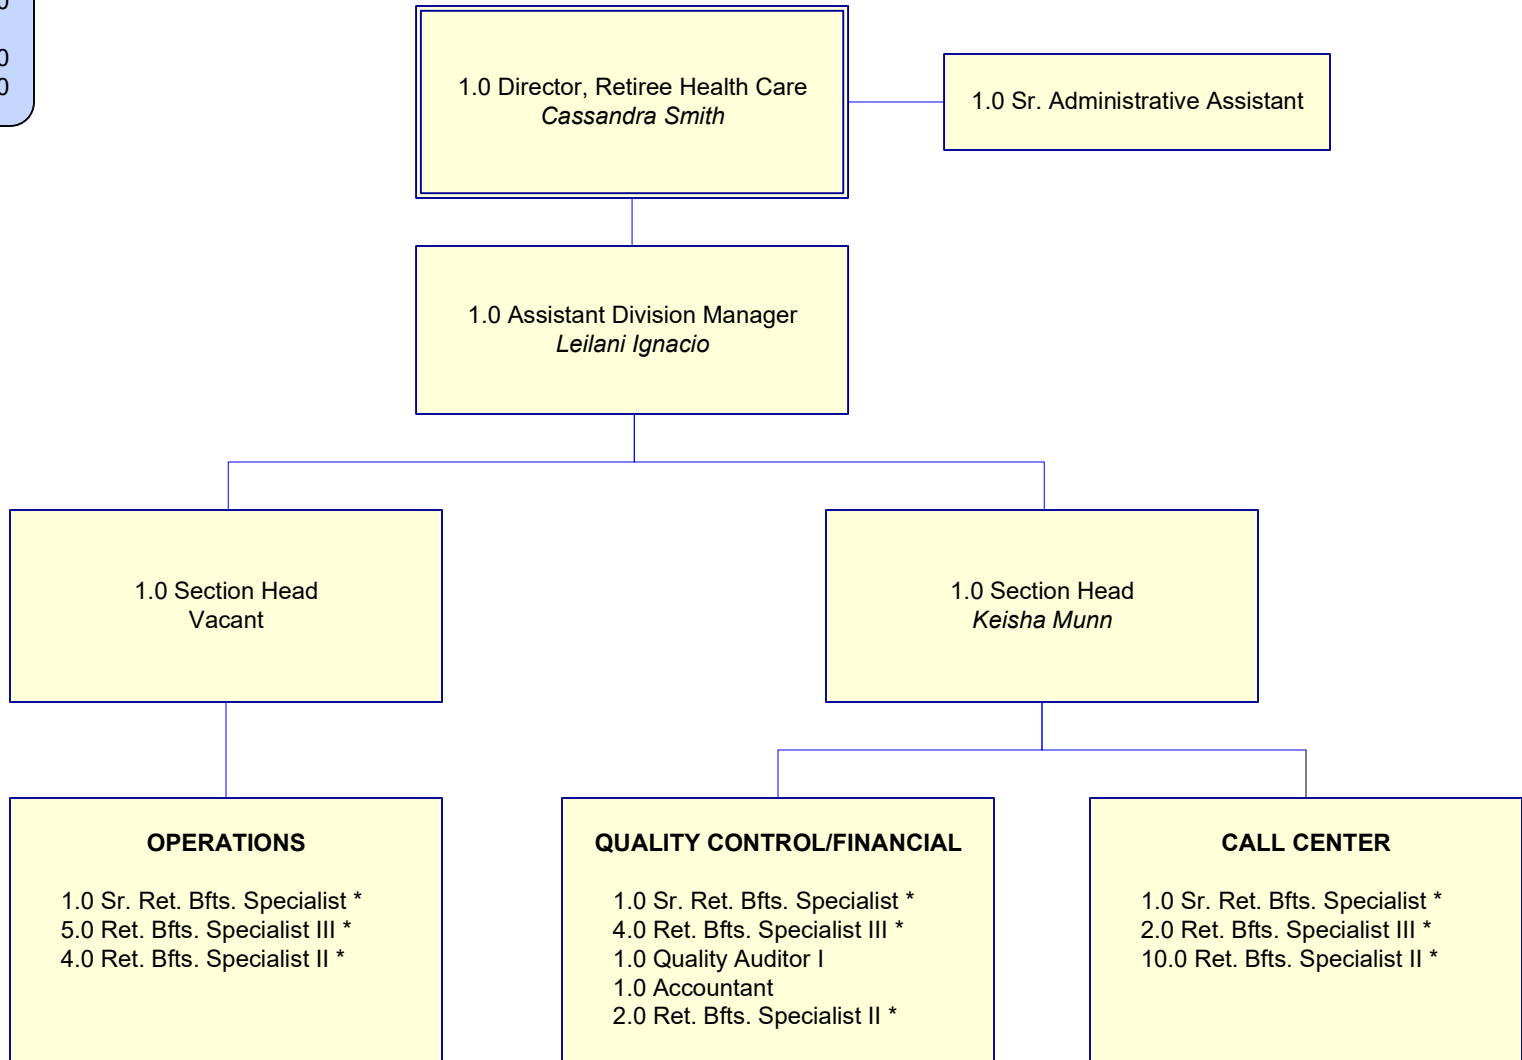 0
0
0
1.0 Director, Retiree Health Care
Cassandra Smith
1.0 Sr. Administrative Assistant
1.0 Assistant Division Manager
Leilani Ignacio
1.0 Section Head
Vacant
1.0 Section Head
Keisha Munn
OPERATIONS
1.0 Sr. Ret. Bfts. Specialist *
5.0 Ret. Bfts. Specialist III *
4.0 Ret. Bfts. Specialist II *
QUALITY CONTROL/FINANCIAL
1.0 Sr. Ret. Bfts. Specialist *
4.0 Ret. Bfts. Specialist III *
1.0 Quality Auditor I
1.0 Accountant
2.0 Ret. Bfts. Specialist II *
CALL CENTER
1.0 Sr. Ret. Bfts. Specialist *
2.0 Ret. Bfts. Specialist III *
10.0 Ret. Bfts. Specialist II *